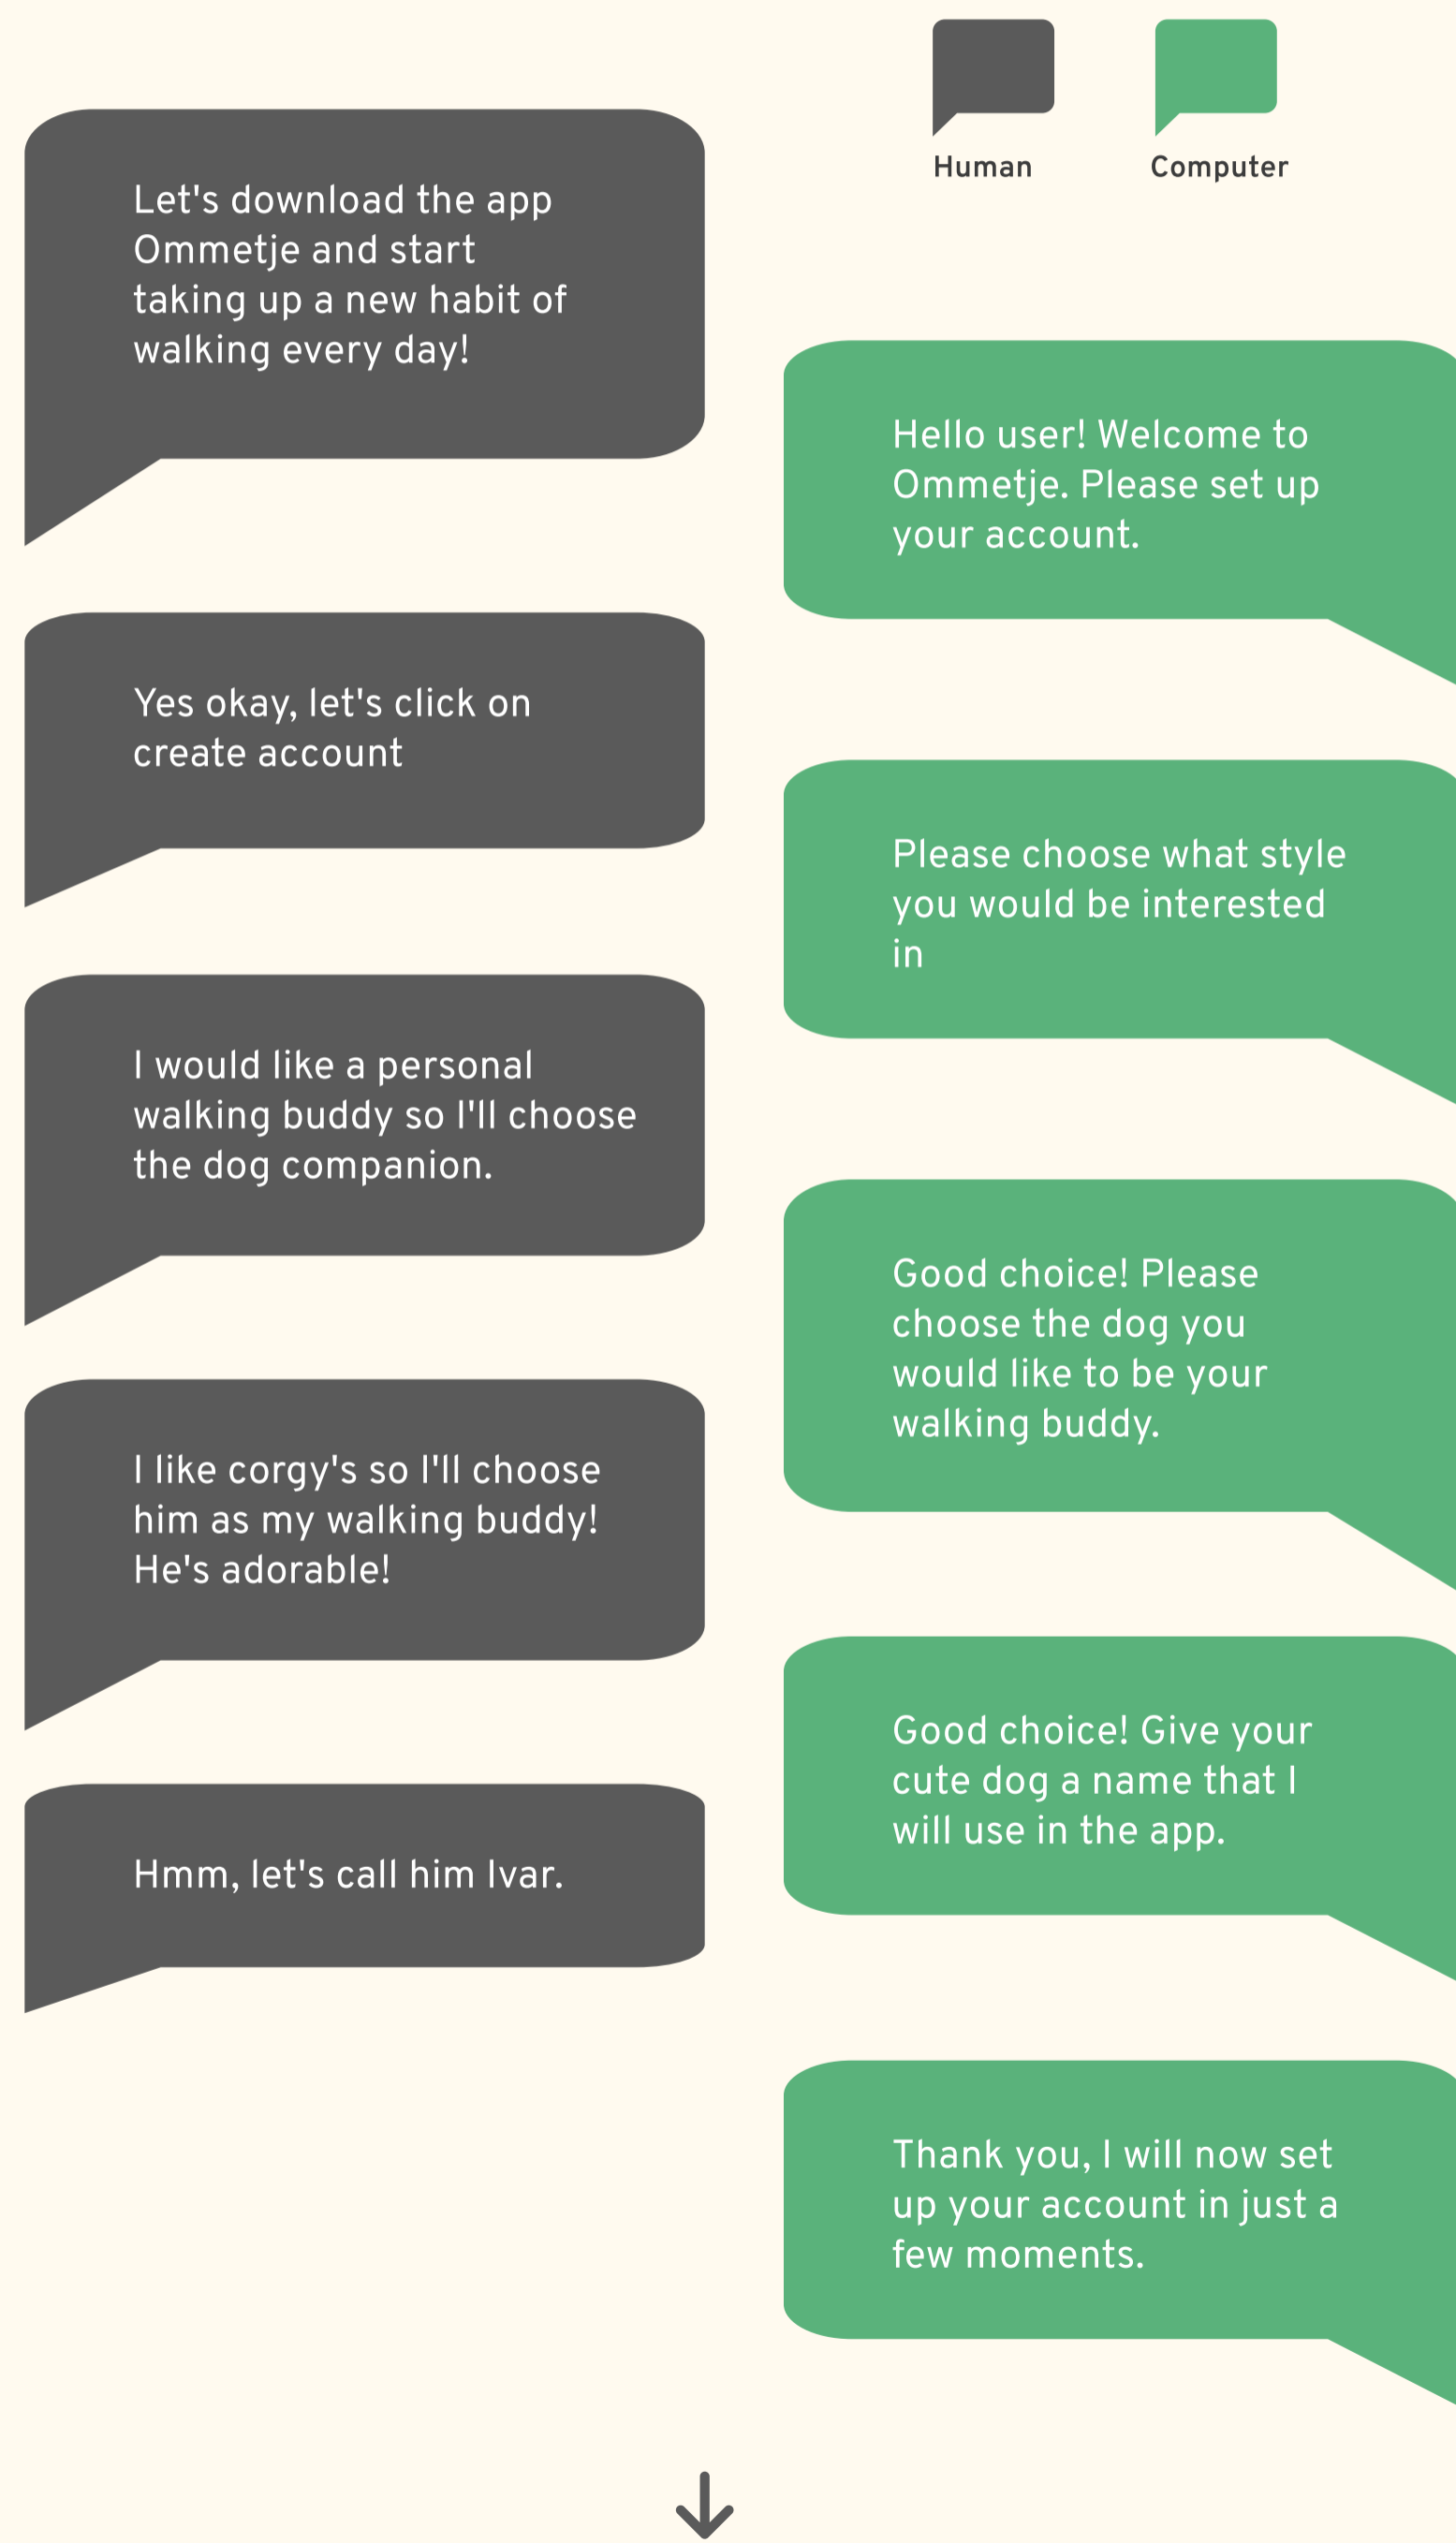 Human
Computer
Let's download the app
Ommetje and start
taking up a new habit of
walking every day!
Hello user! Welcome to
Ommetje. Please set up
your account.
Yes okay, let's click on
create account
Please choose what style
you would be interested
in
I would like a personal
walking buddy so I'll choose
the dog companion.
Good choice! Please
choose the dog you
would like to be your
walking buddy.
I like corgy's so I'll choose
him as my walking buddy!
He's adorable!
Good choice! Give your
cute dog a name that I
will use in the app.
Hmm, let's call him Ivar.
Thank you, I will now set
up your account in just a
few moments.